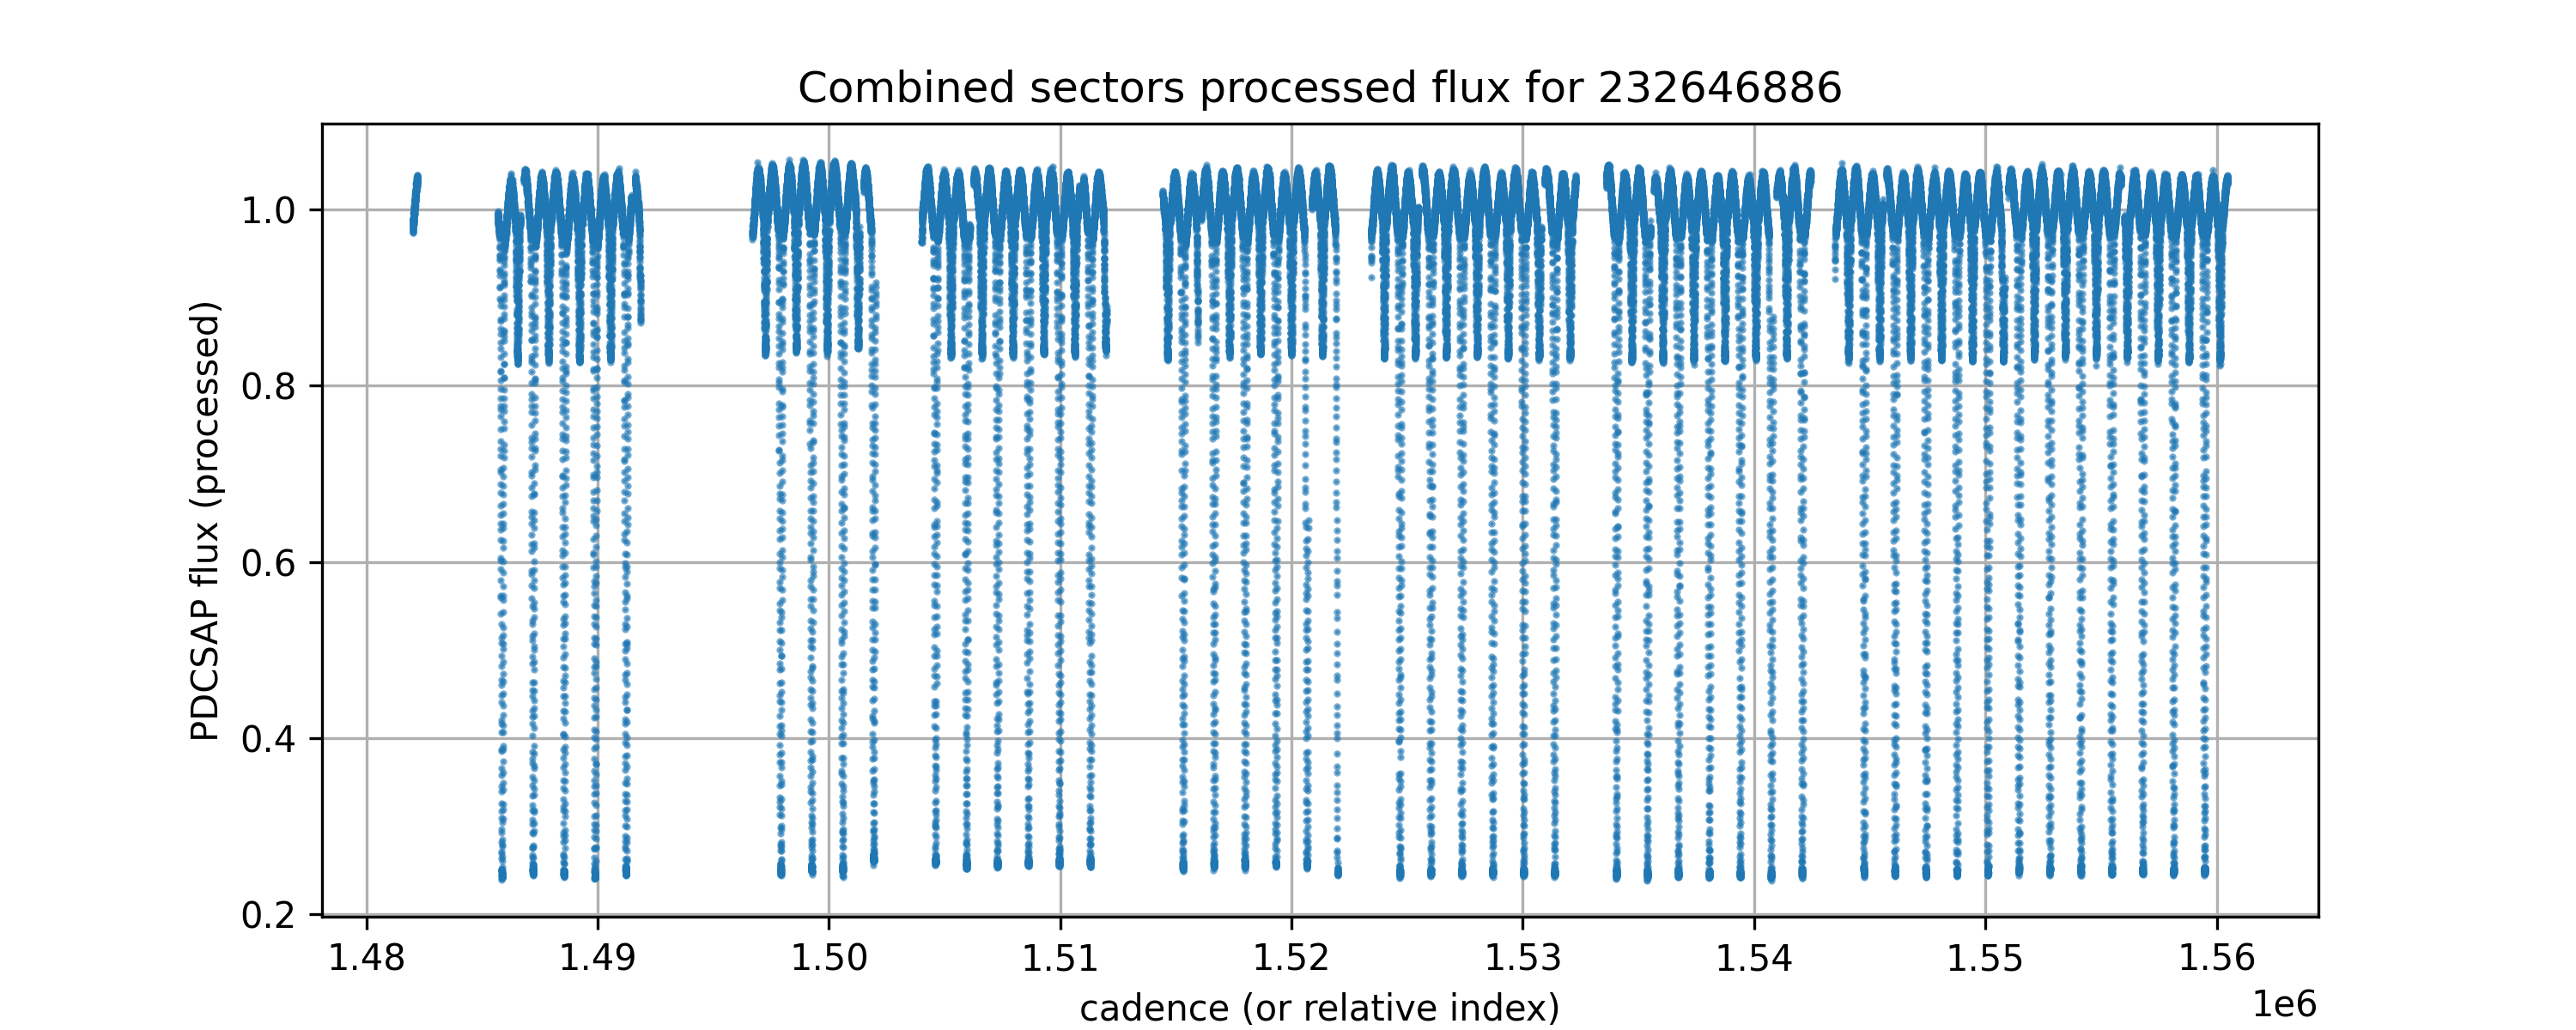 Combined sectors processed flux for 232646886
PDCSAP flux (processed)
1.0
0.8
0.6
0.4
0.2
1.48 1.49 1.50 1.51 1.52 1.53 1.54 1.55 1.56
cadence (or relative index)
1e6